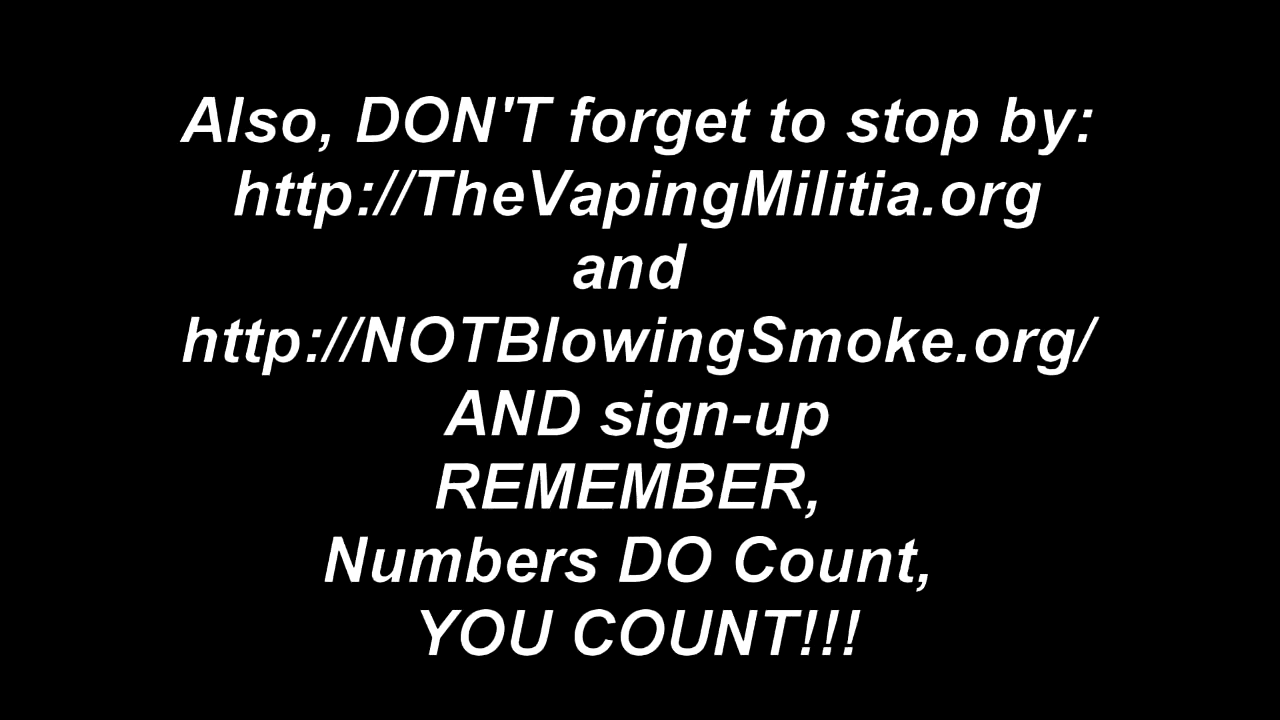 Also, DON'T forget to stop by:
http://TheVapingMilitia.org
and
http://NOTBlowingSmoke.org/
AND sign-up
REMEMBER,
Numbers DO Count,
YOU COUNT!!!